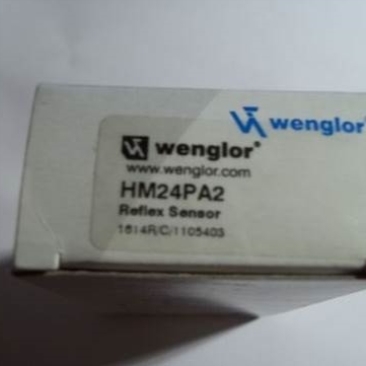 wenglor
wenglor®
www.wenglor.com
HM24PA2
Reflex Sensor
1614R/C/1105403